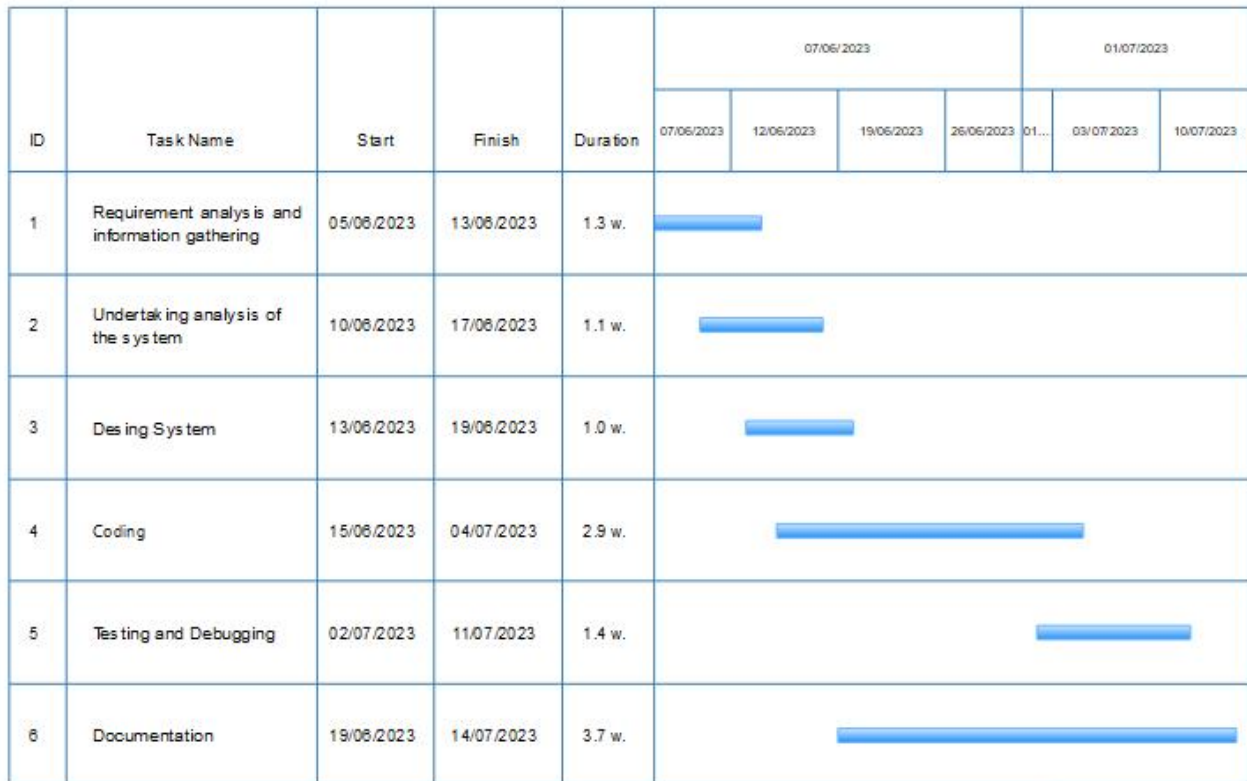 07/06/2023 01/07/2023
ID Task Name Start Finish Duration 07/06/2023 12/06/2023 19/06/2023 26/06/2023 01... 03/07/2023 10/07/2023
1 Requirement analysis and information gathering 05/06/2023 13/06/2023 1.3 w.
2 Undertaking analysis of the system 10/06/2023 17/06/2023 1.1 w.
3 Desing System 13/06/2023 19/06/2023 1.0 w.
4 Coding 15/06/2023 04/07/2023 2.9 w.
5 Testing and Debugging 02/07/2023 11/07/2023 1.4 w.
6 Documentation 19/06/2023 14/07/2023 3.7 w.